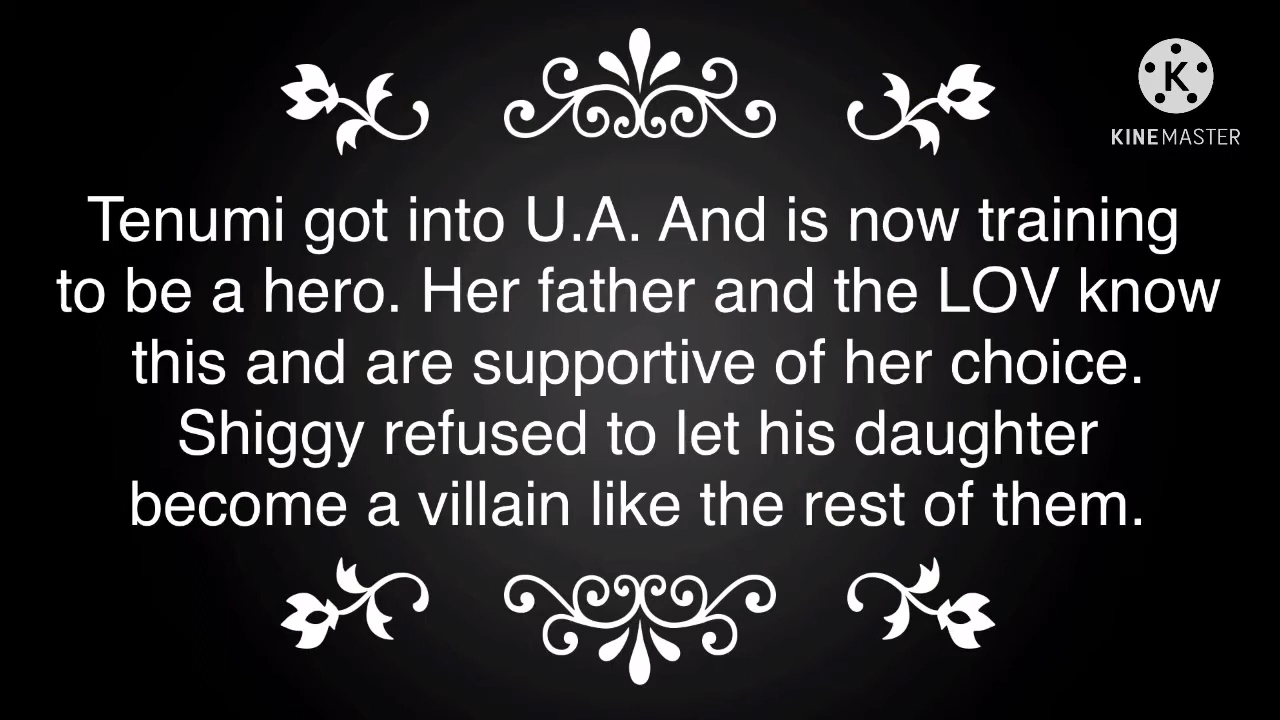 K
KINEMASTER
Tenumi got into U.A. And is now training
to be a hero. Her father and the LOV know
this and are supportive of her choice.
Shiggy refused to let his daughter
become a villain like the rest of them.